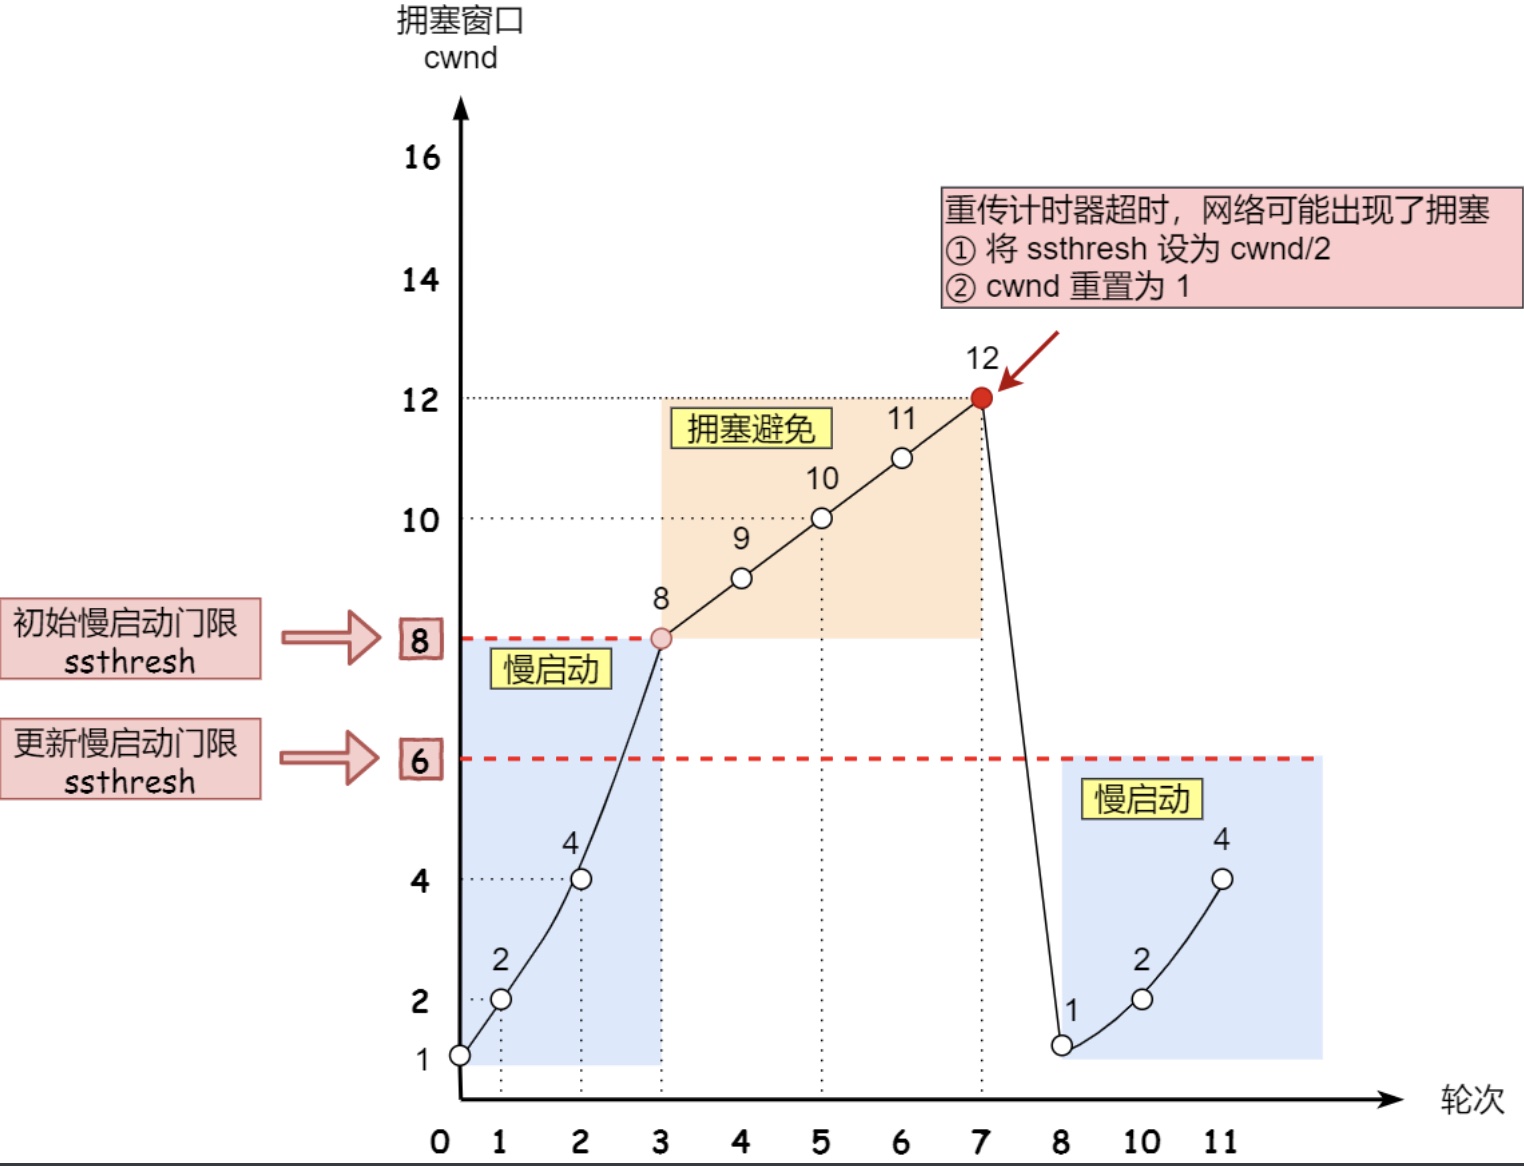 拥塞窗口
cwnd
16
重传计时器超时，网络可能出现了拥塞
① 将 ssthresh 设为 cwnd/2
② cwnd 重置为 1
14
12
12
拥塞避免
11
10
10
9
8
初始慢启动门限
ssthresh
8
慢启动
更新慢启动门限
ssthresh
6
慢启动
4
4
4
2
2
2
1
1
轮次
0 1 2 3 4 5 6 7 8 10 11